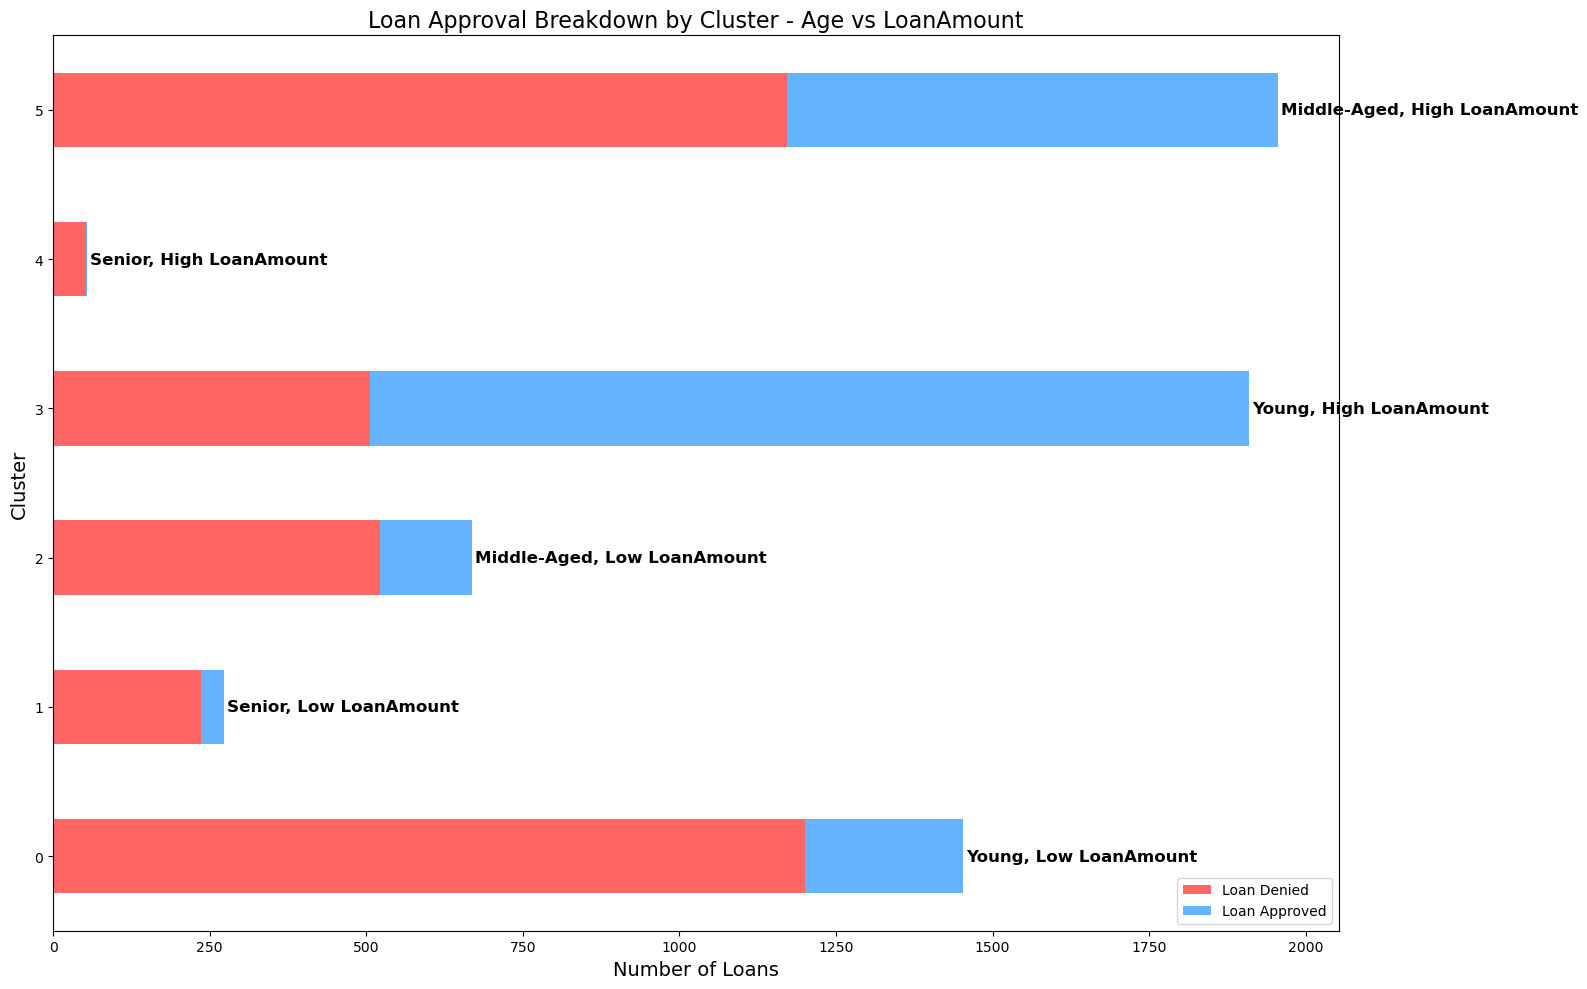 Loan Approval Breakdown by Cluster - Age vs LoanAmount
5
Middle-Aged, High LoanAmount
4
Senior, High LoanAmount
3
Young, High LoanAmount
Cluster
2
Middle-Aged, Low LoanAmount
1
Senior, Low LoanAmount
0
Young, Low LoanAmount
Loan Denied
Loan Approved
0 250 500 750 1000 1250 1500 1750 2000
Number of Loans